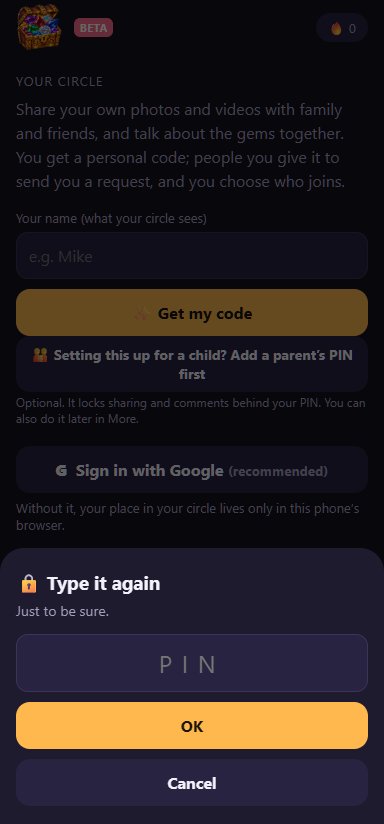 BETA
0
YOUR CIRCLE
Share your own photos and videos with family
and friends, and talk about the gems together.
You get a personal code; people you give it to
send you a request, and you choose who joins.
Your name (what your circle sees)
e.g. Mike
Get my code
Setting this up for a child? Add a parent's PIN
first
Optional. It locks sharing and comments behind your PIN. You can
also do it later in More.
G Sign in with Google (recommended)
Without it, your place in your circle lives only in this phone's
browser.
Type it again
Just to be sure.
PIN
OK
Cancel